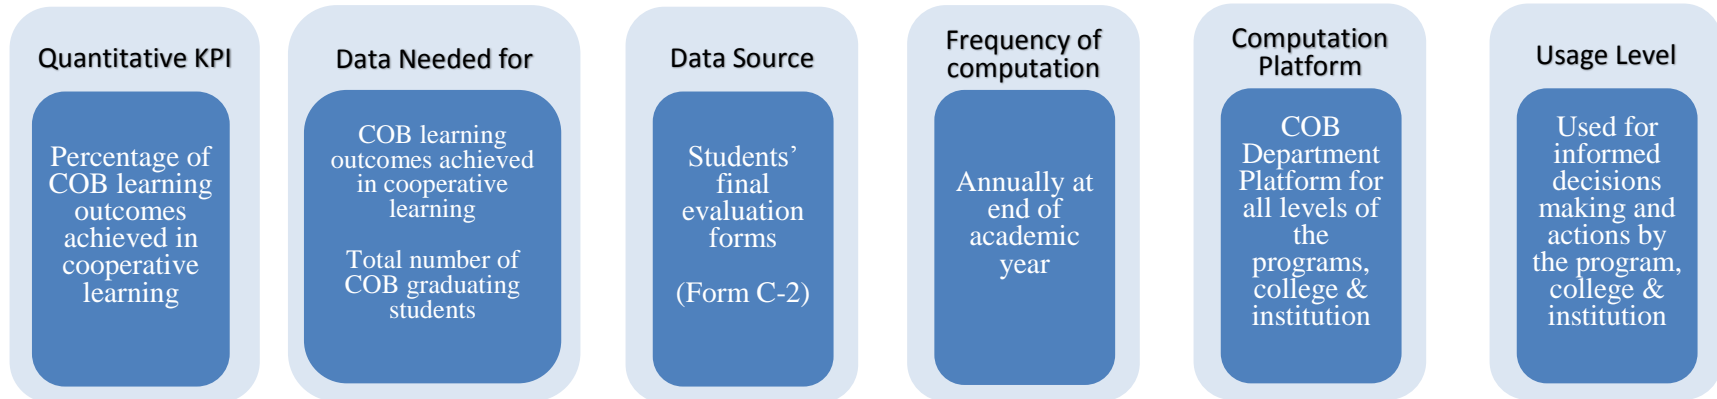 Quantitative KPI
Percentage of
COB learning
outcomes
achieved in
cooperative
learning
Data Needed for
COB learning
outcomes achieved
in cooperative
learning
Total number of
COB graduating
students
Data Source
Students’
final
evaluation
forms
(Form C-2)
Frequency of
computation
Annually at
end of
academic
year
Computation
Platform
COB
Department
Platform for
all levels of
the
programs,
college &
institution
Usage Level
Used for
informed
decisions
making and
actions by
the program,
college &
institution